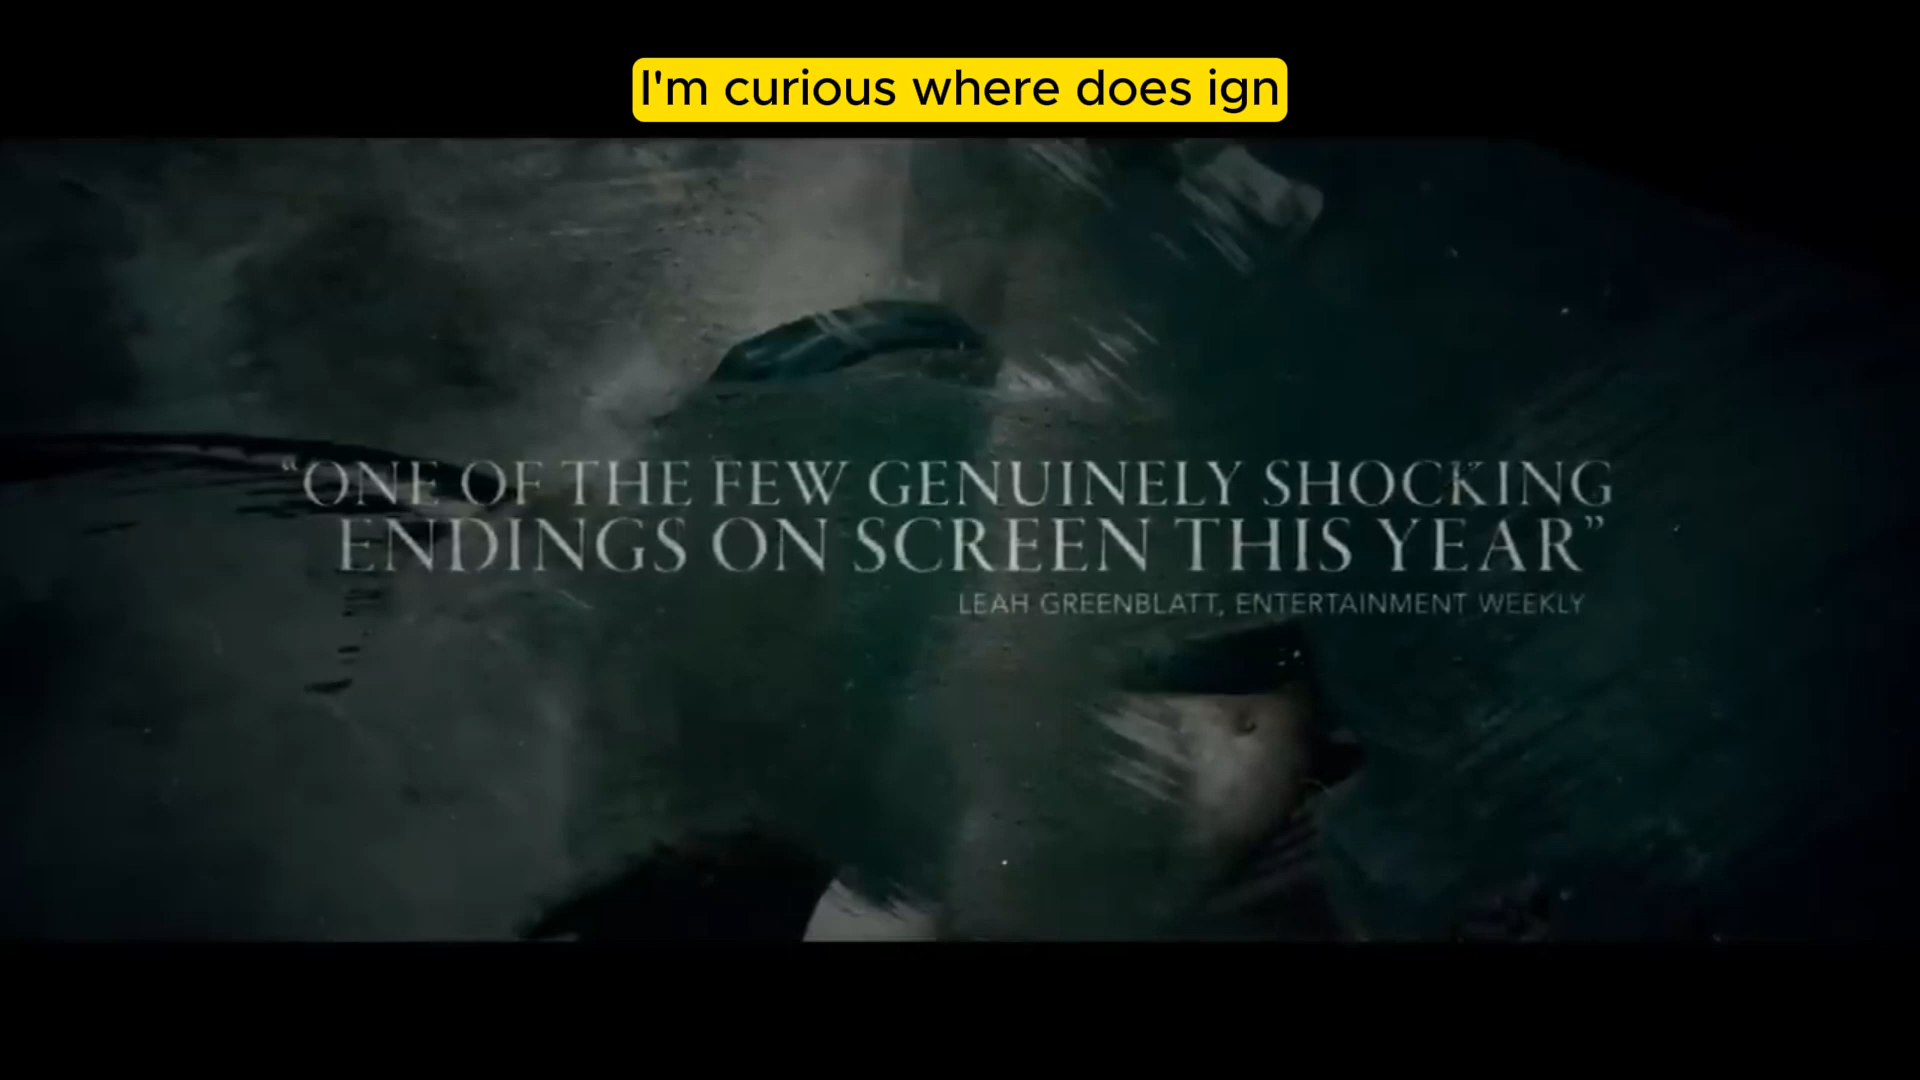 I'm curious where does ign
“ONE OF THE FEW GENUINELY SHOCKING
ENDINGS ON SCREEN THIS YEAR”
LEAH GREENBLATT, ENTERTAINMENT WEEKLY